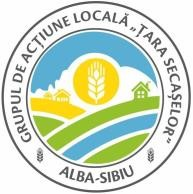 GRUPUL DE ACȚIUNE LOCALĂ „ȚARA SECAȘELOR”
ALBA-SIBIU